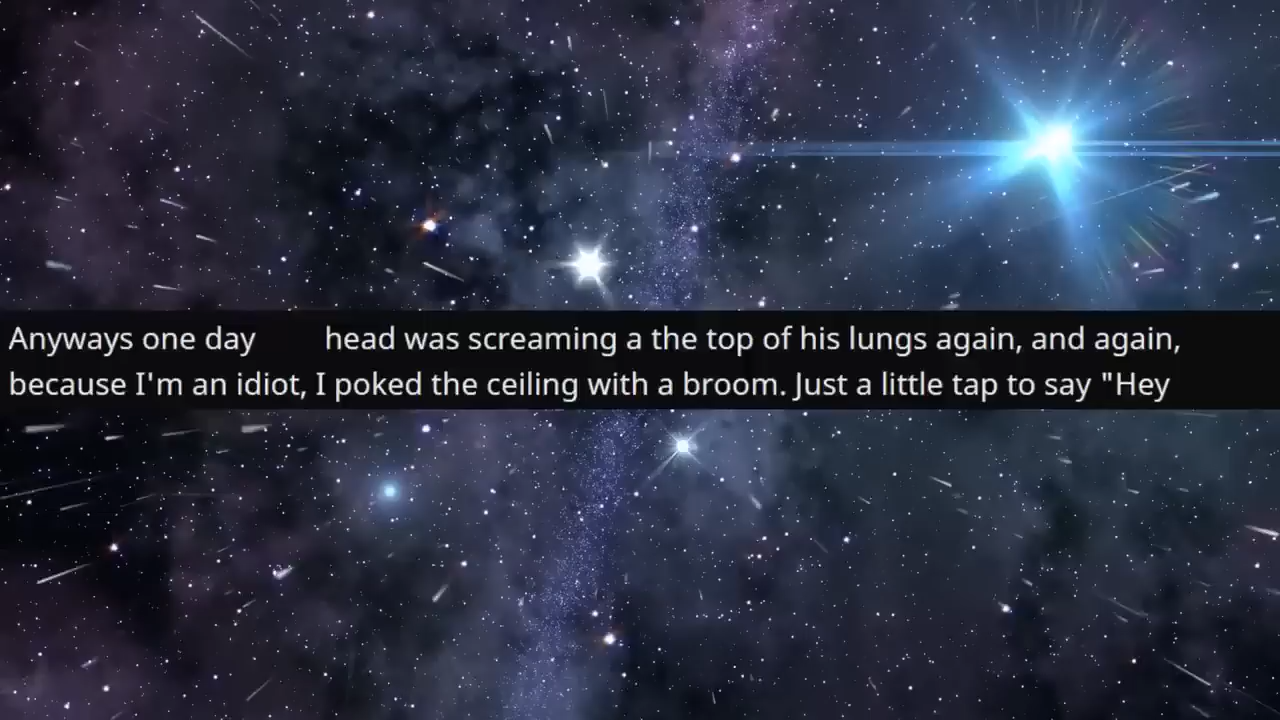 Anyways one day head was screaming a the top of his lungs again, and again,
because I'm an idiot, I poked the ceiling with a broom. Just a little tap to say "Hey